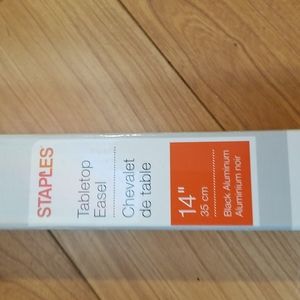 STAPLES
Tabletop
Easel
Chevalet
de table
14"
35 cm
Black Aluminum
Aluminium noir